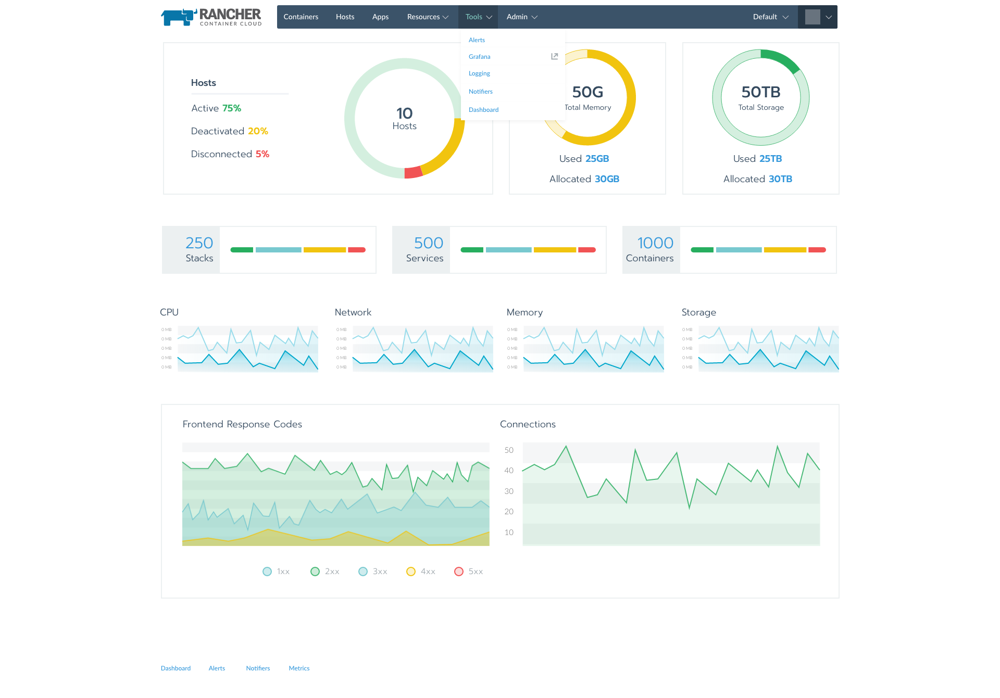 RANCHER
CONTAINER CLOUD
Containers Hosts Apps Resources Tools Admin Default
Alerts
Grafana
Logging
Notifiers
Dashboard
Hosts
Active 75%
Deactivated 20%
Disconnected 5%
10
Hosts
50G
Total Memory
Used 25GB
Allocated 30GB
50TB
Total Storage
Used 25TB
Allocated 30TB
250
Stacks
500
Services
1000
Containers
CPU
0 MB
0 MB
0 MB
0 MB
0 MB
Network
0 MB
0 MB
0 MB
0 MB
0 MB
Memory
0 MB
0 MB
0 MB
0 MB
0 MB
Storage
0 MB
0 MB
0 MB
0 MB
0 MB
Frontend Response Codes
1xx 2xx 3xx 4xx 5xx
Connections
50
40
30
20
10
Dashboard Alerts Notifiers Metrics